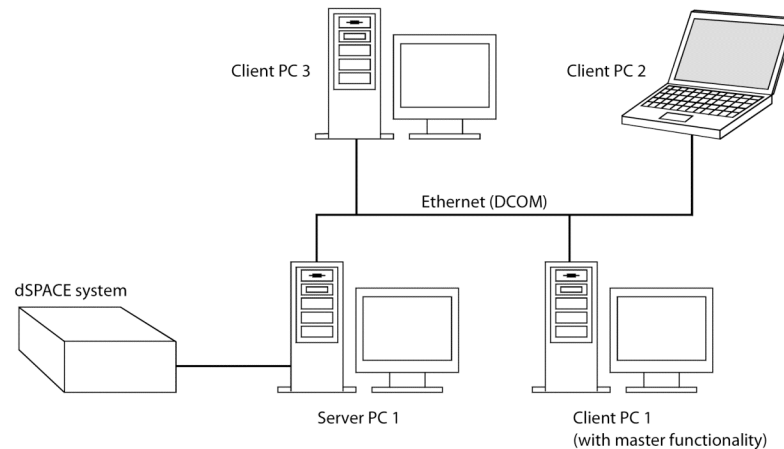 Client PC 3
Client PC 2
Ethernet (DCOM)
dSPACE system
Server PC 1
Client PC 1
(with master functionality)